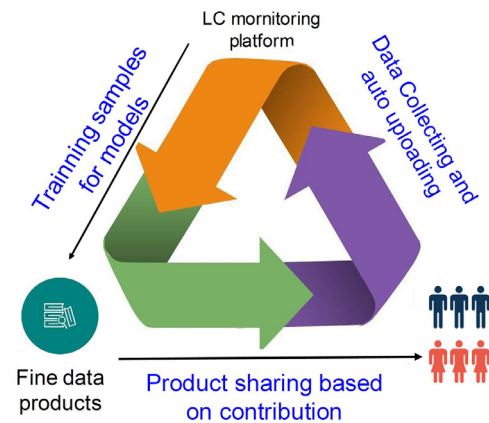 LC mornitoring
platform
Trainning samples
for models
Data Collecting and
auto uploading
Fine data
products
Product sharing based
on contribution